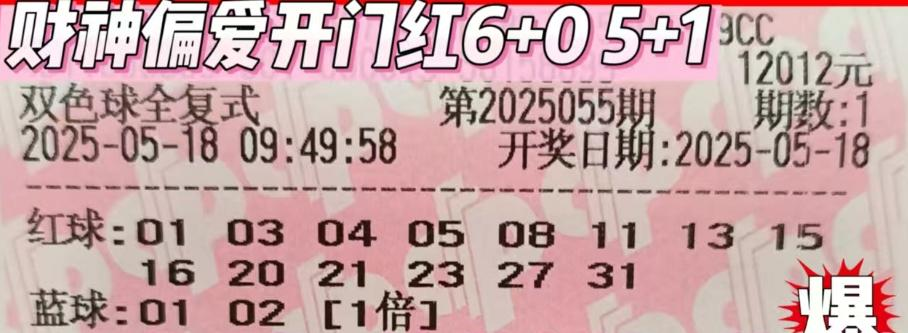 财神偏爱开门红6+0 5+1
9CC
12012元
双色球全复式 第2025055期 期数:1
2025-05-18 09:49:58 开奖日期:2025-05-18
红球:01 03 04 05 08 11 13 15
16 20 21 23 27 31
蓝球:01 02 [1倍]
爆